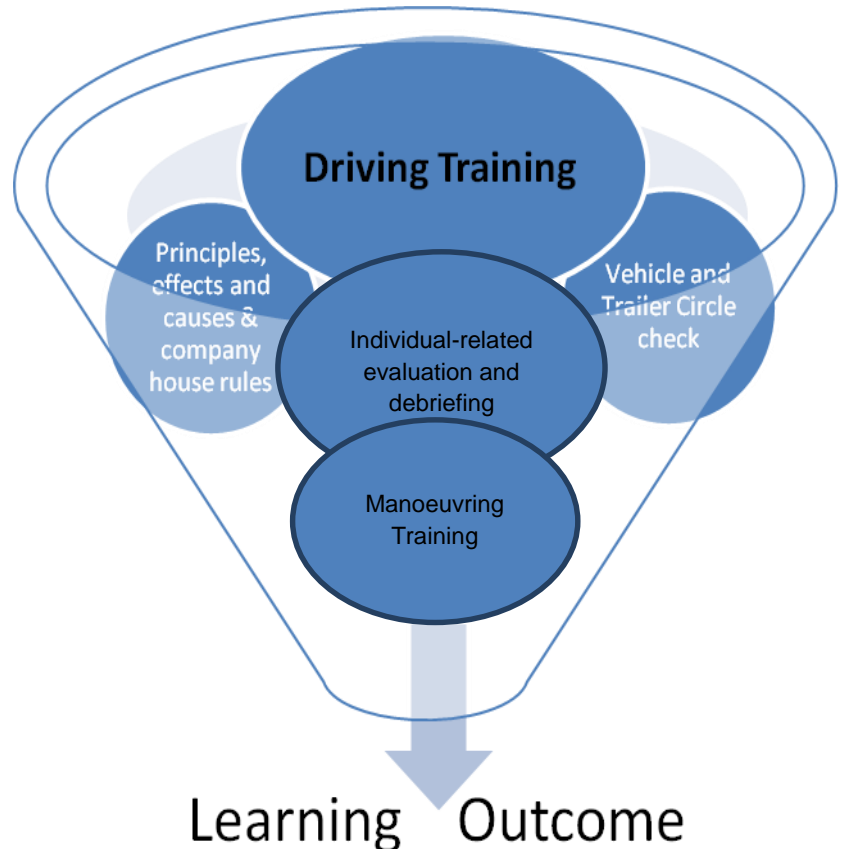 Driving Training
Principles,
effects and
causes &
company
house rules
Vehicle and
Trailer Circle
check
Individual-related
evaluation and
debriefing
Manoeuvring
Training
Learning Outcome